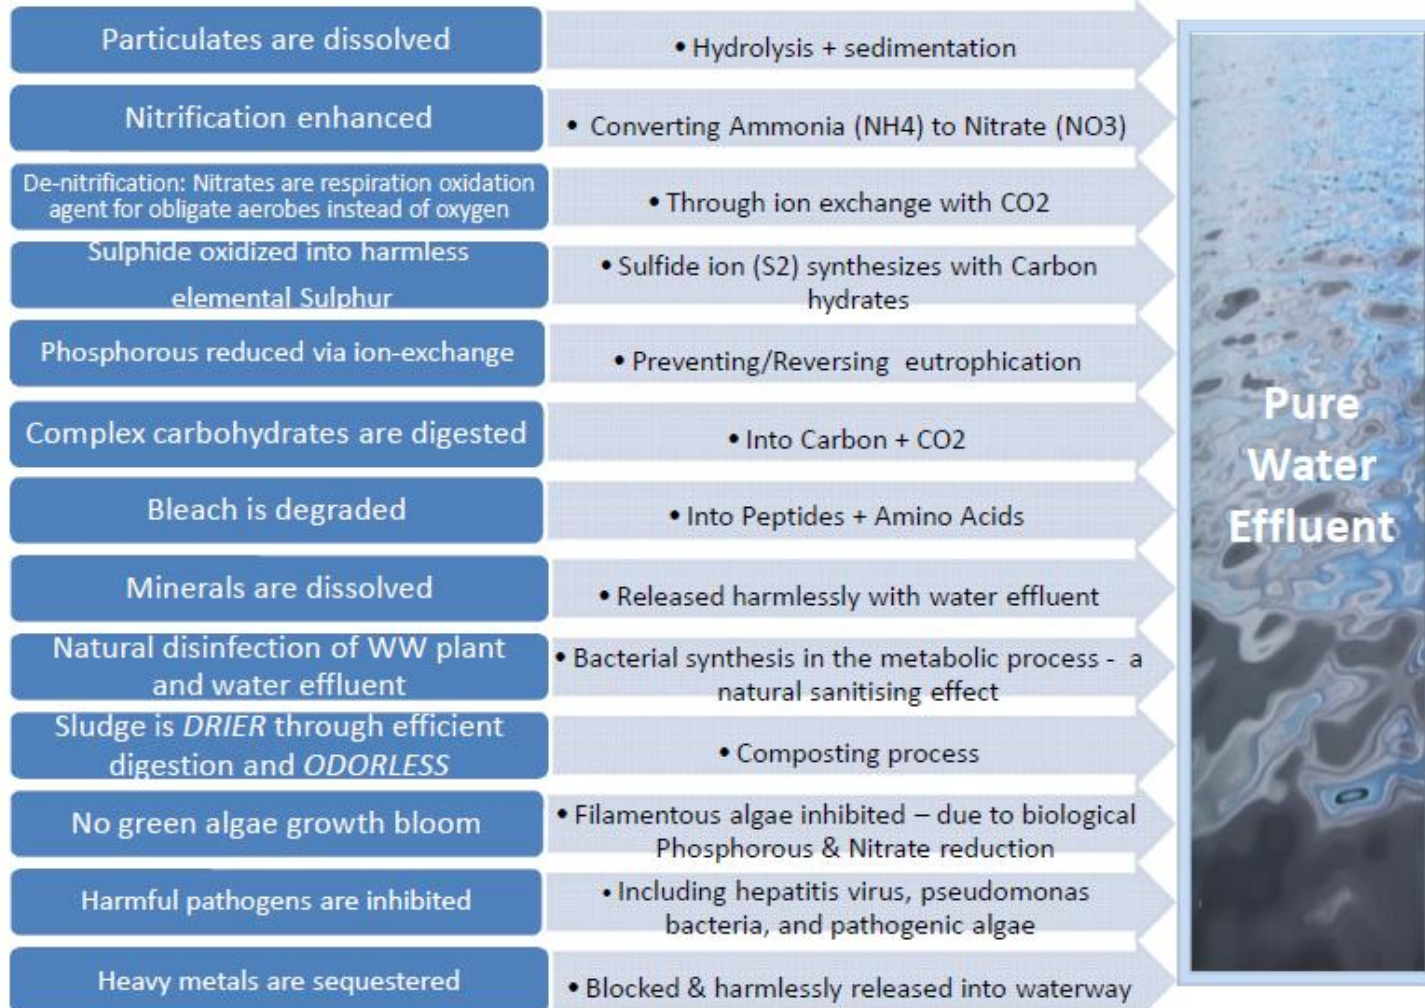 Particulates are dissolved
• Hydrolysis + sedimentation
Nitrification enhanced
• Converting Ammonia (NH4) to Nitrate (NO3)
De-nitrification: Nitrates are respiration oxidation
agent for obligate aerobes instead of oxygen
• Through ion exchange with CO2
Sulphide oxidized into harmless
elemental Sulphur
• Sulfide ion (S2) synthesizes with Carbon
hydrates
Phosphorous reduced via ion-exchange
• Preventing/Reversing eutrophication
Complex carbohydrates are digested
• Into Carbon + CO2
Bleach is degraded
• Into Peptides + Amino Acids
Minerals are dissolved
• Released harmlessly with water effluent
Natural disinfection of WW plant
and water effluent
• Bacterial synthesis in the metabolic process - a
natural sanitising effect
Sludge is DRIER through efficient
digestion and ODORLESS
• Composting process
No green algae growth bloom
• Filamentous algae inhibited – due to biological
Phosphorous & Nitrate reduction
Harmful pathogens are inhibited
• Including hepatitis virus, pseudomonas
bacteria, and pathogenic algae
Heavy metals are sequestered
• Blocked & harmlessly released into waterway
Pure
Water
Effluent